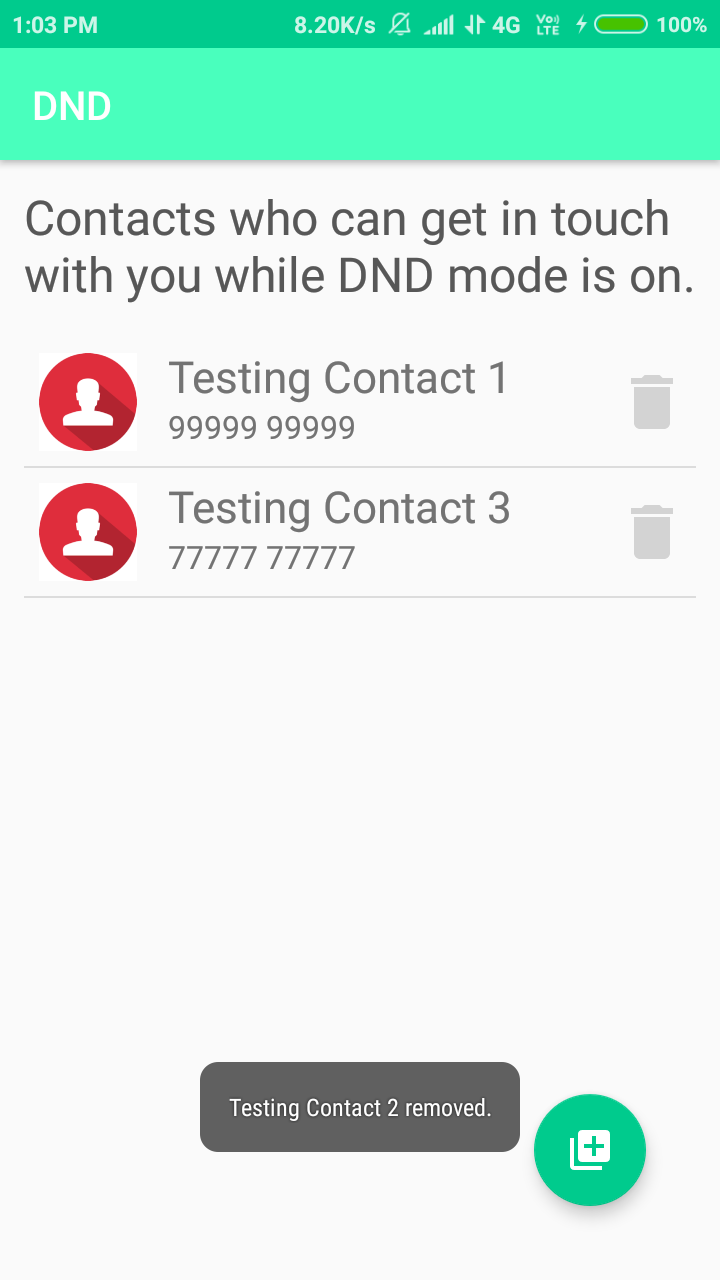 1:03 PM 8.20K/s 4G Vo)) LTE 100%
DND
Contacts who can get in touch
with you while DND mode is on.
Testing Contact 1
99999 99999
Testing Contact 3
77777 77777
Testing Contact 2 removed.